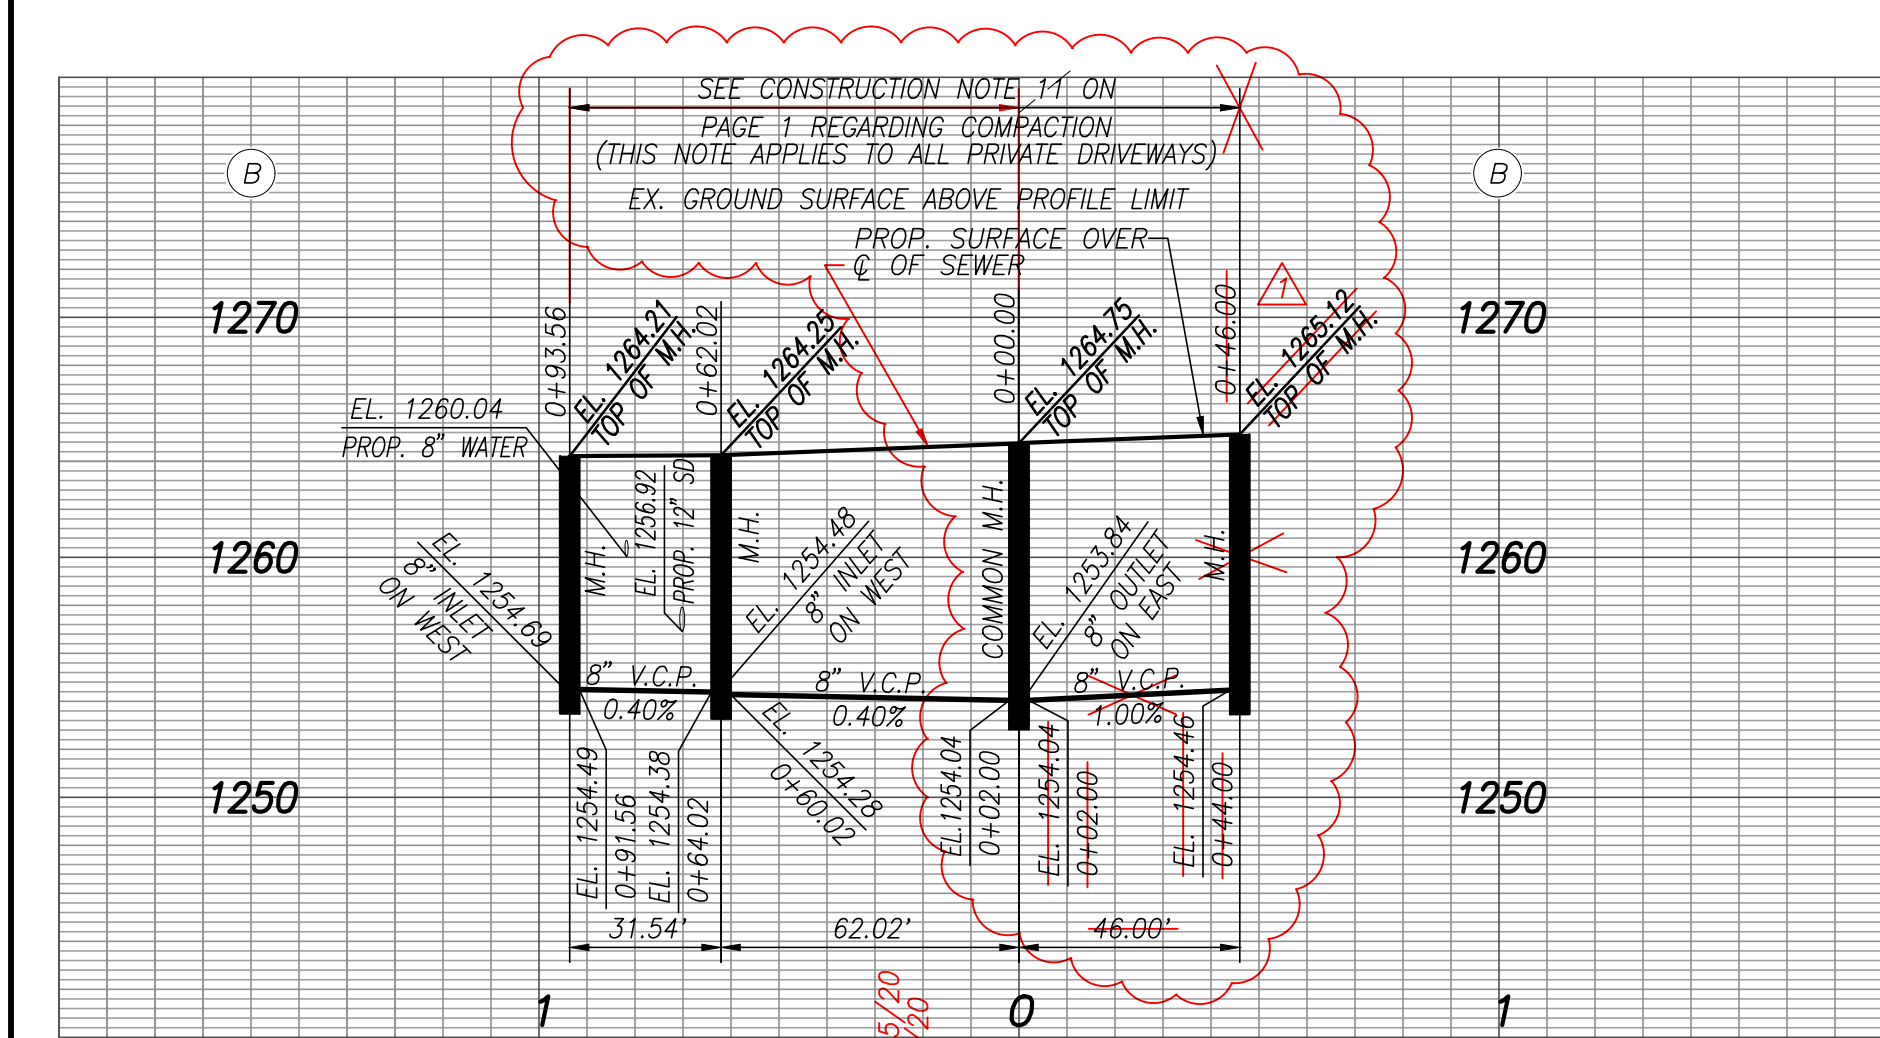 SEE CONSTRUCTION NOTE 11 ON
PAGE 1 REGARDING COMPACTION
(THIS NOTE APPLIES TO ALL PRIVATE DRIVEWAYS)
B
B
EX. GROUND SURFACE ABOVE PROFILE LIMIT
PROP. SURFACE OVER
℄ OF SEWER
1270
1270
0+93.56
EL. 1264.21
TOP OF M.H.
0+62.02
EL. 1264.25
TOP OF M.H.
0+00.00
EL. 1264.75
TOP OF M.H.
0+46.00
1
EL. 1265.12
TOP OF M.H.
EL. 1260.04
PROP. 8" WATER
1260
1260
EL. 1254.69
8" INLET
ON WEST
M.H.
EL. 1256.92
PROP. 12" SD
M.H.
EL. 1254.48
8" INLET
ON WEST
COMMON M.H.
EL. 1253.84
8" OUTLET
ON EAST
M.H.
8" V.C.P.
0.40%
8" V.C.P.
0.40%
8" V.C.P.
1.00%
1250
1250
EL. 1254.49
0+91.56
EL. 1254.38
0+64.02
EL. 1254.28
0+60.02
EL.1254.04
0+02.00
EL. 1254.04
0+02.00
EL. 1254.46
0+44.00
31.54'
62.02'
46.00'
1
0
1
5/20
/20